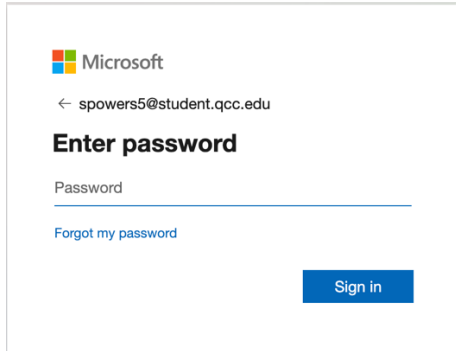 Microsoft
← spowers5@student.qcc.edu
Enter password
Password
Forgot my password
Sign in